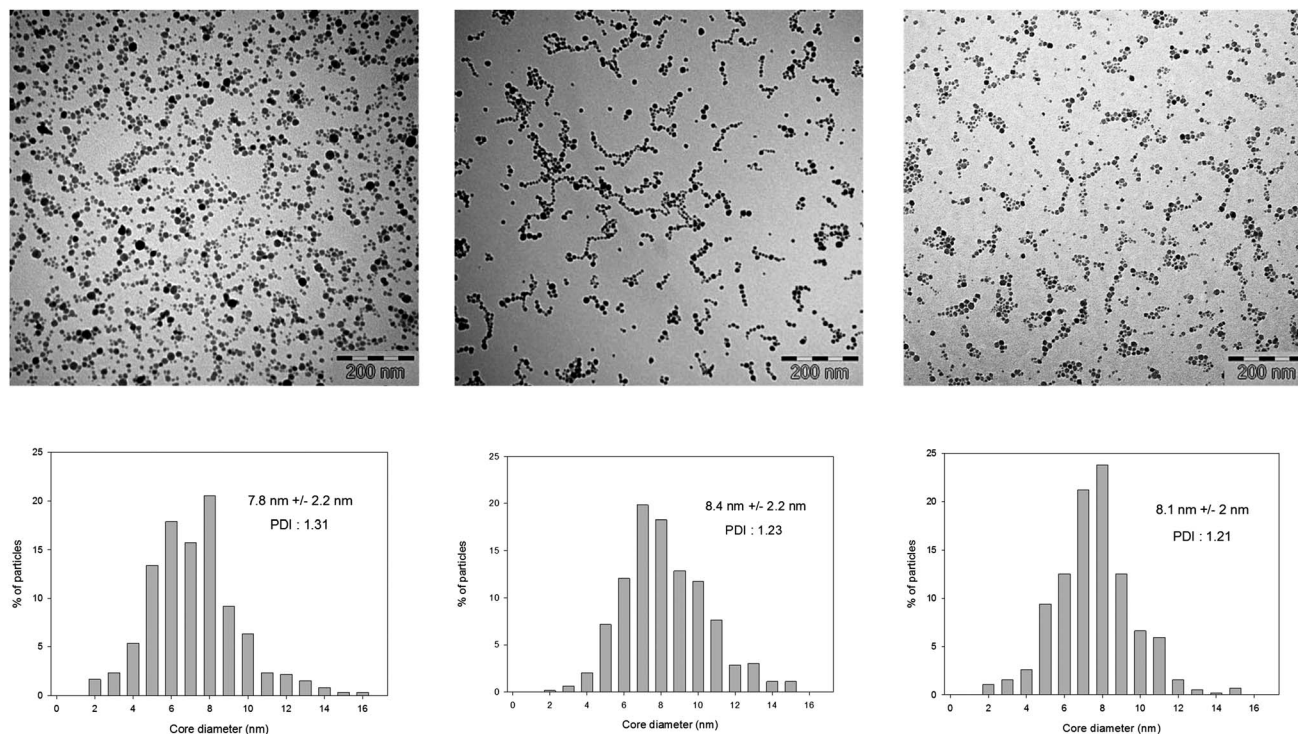 200 nm
200 nm
200 nm
25
20
15
10
5
0
% of particles
7.8 nm +/- 2.2 nm
PDI : 1.31
0 2 4 6 8 10 12 14 16
Core diameter (nm)
25
20
15
10
5
0
% of particles
8.4 nm +/- 2.2 nm
PDI : 1.23
0 2 4 6 8 10 12 14 16
Core diameter (nm)
25
20
15
10
5
0
% of particles
8.1 nm +/- 2 nm
PDI : 1.21
0 2 4 6 8 10 12 14 16
Core diameter (nm)